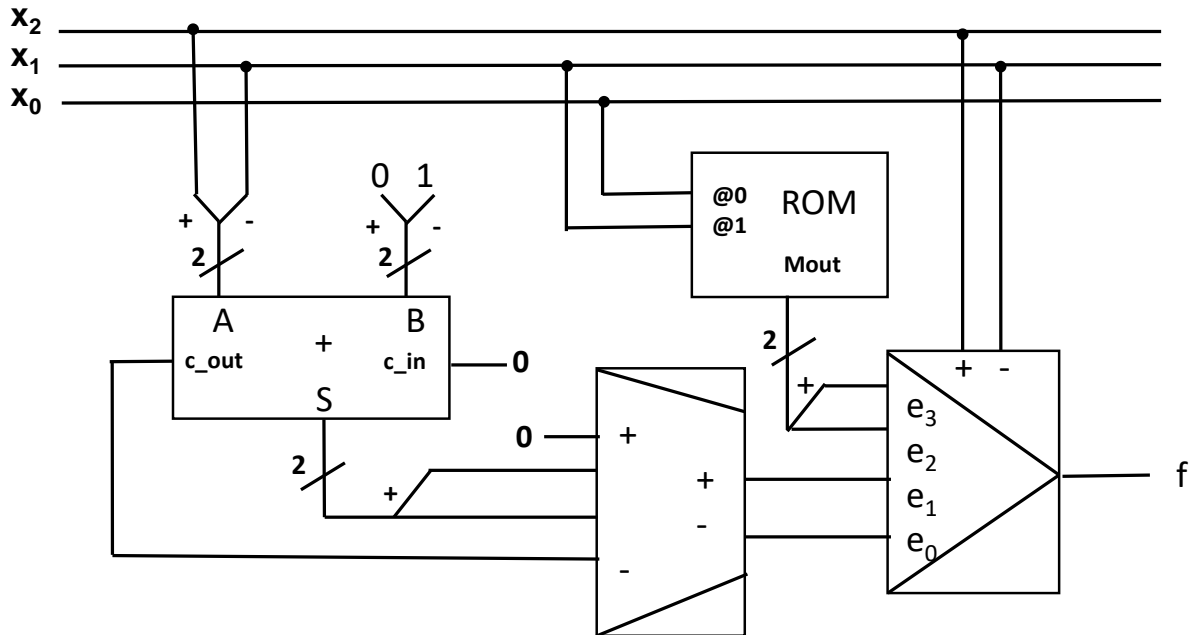 x₂
x₁
x₀
0 1
@0 ROM
@1
+ -
+ -
2
2
Mout
A B
+
c_out c_in
0
S
2
+ -
+
e₃
0
+
e₂
2
+
+
e₁
f
-
-
e₀